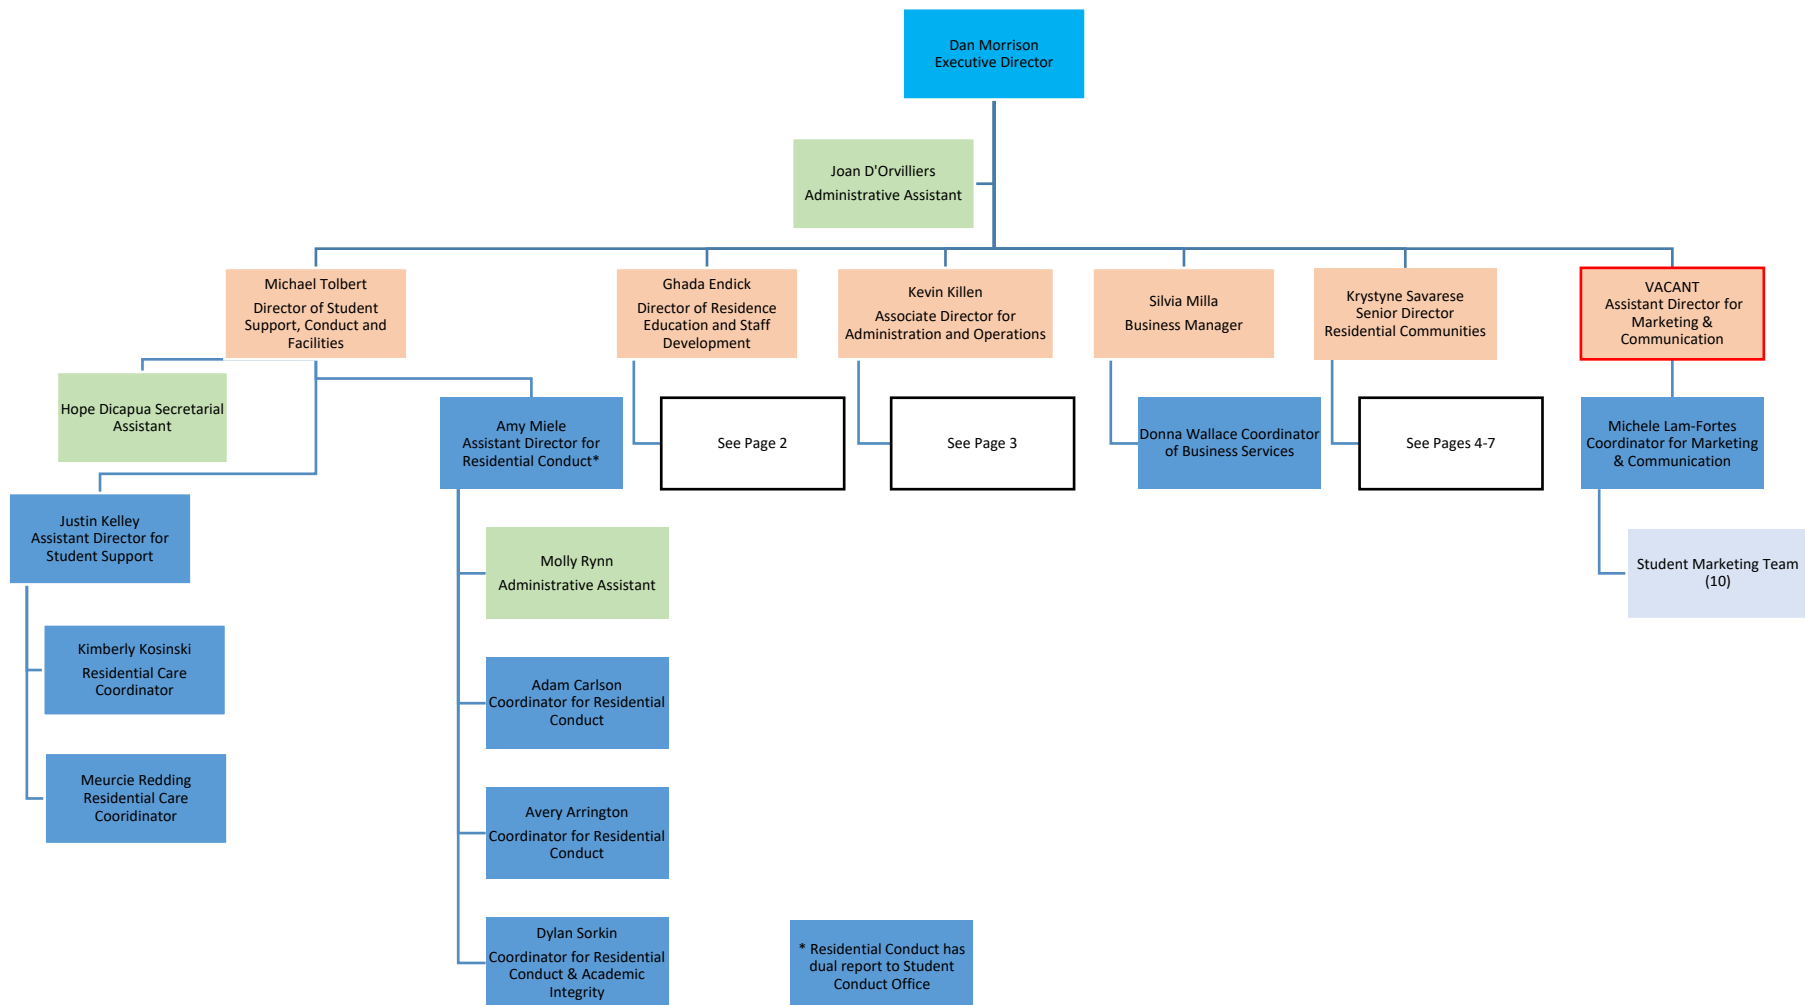 Dan Morrison
Executive Director
Joan D'Orvilliers
Administrative Assistant
Michael Tolbert
Director of Student
Support, Conduct and
Facilities
Ghada Endick
Director of Residence
Education and Staff
Development
Kevin Killen
Associate Director for
Administration and Operations
Silvia Milla
Business Manager
Krystyne Savarese
Senior Director
Residential Communities
VACANT
Assistant Director for
Marketing &
Communication
Hope Dicapua Secretarial
Assistant
Amy Miele
Assistant Director for
Residential Conduct*
See Page 2
See Page 3
Donna Wallace Coordinator
of Business Services
See Pages 4-7
Michele Lam-Fortes
Coordinator for Marketing
& Communication
Justin Kelley
Assistant Director for
Student Support
Molly Rynn
Administrative Assistant
Student Marketing Team
(10)
Kimberly Kosinski
Residential Care
Coordinator
Adam Carlson
Coordinator for Residential
Conduct
Meurcie Redding
Residential Care
Cooridinator
Avery Arrington
Coordinator for Residential
Conduct
Dylan Sorkin
Coordinator for Residential
Conduct & Academic
Integrity
* Residential Conduct has
dual report to Student
Conduct Office